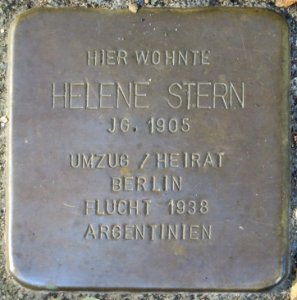 HIER WOHNTE
HELENE STERN
JG. 1905
UMZUG / HEIRAT
BERLIN
FLUCHT 1938
ARGENTINIEN